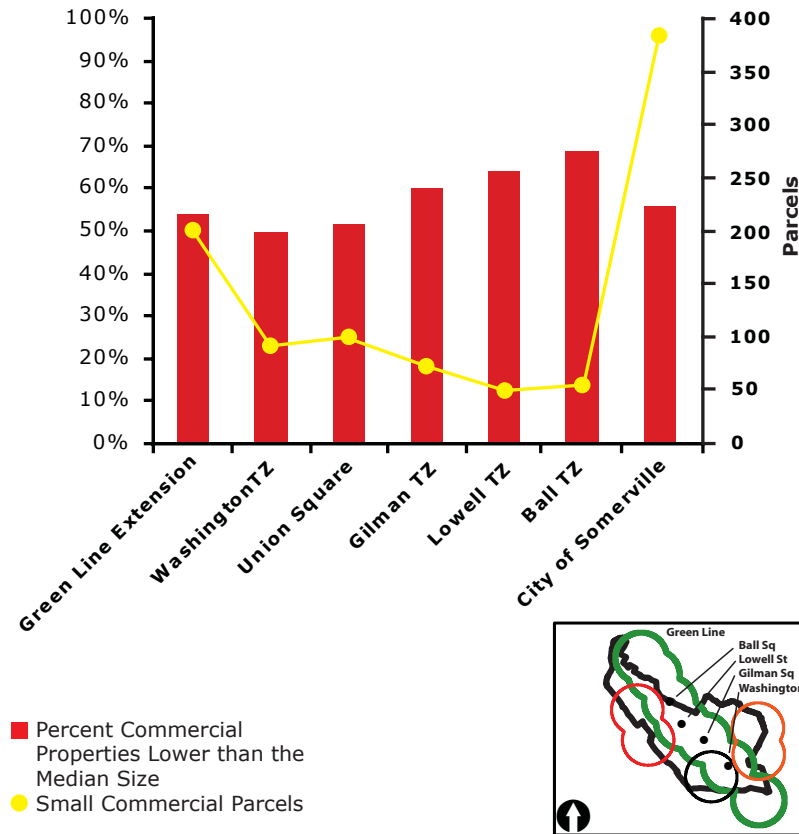 100%
90%
80%
70%
60%
50%
40%
30%
20%
10%
0%
400
350
300
250
200
150
100
50
0
Parcels
Green Line Extension
WashingtonTZ
Union Square
Gilman TZ
Lowell TZ
Ball TZ
City of Somerville
Percent Commercial
Properties Lower than the
Median Size
Small Commercial Parcels
Green Line
Ball Sq
Lowell St
Gilman Sq
Washington